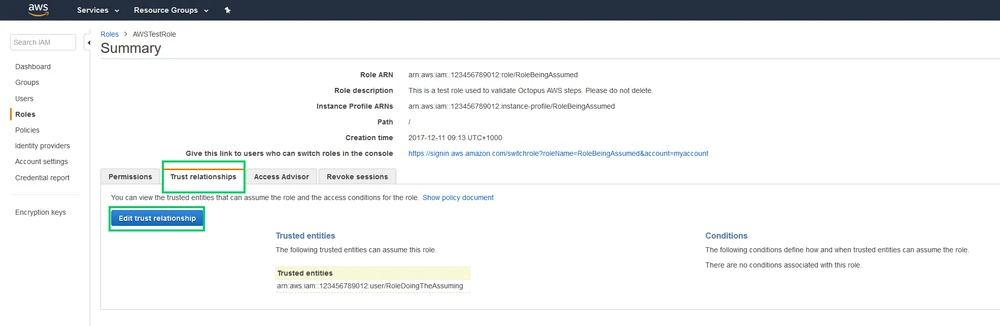 aws
Services
Resource Groups
Search IAM
Dashboard
Groups
Users
Roles
Policies
Identity providers
Account settings
Credential report
Encryption keys
Roles > AWSTestRole
Summary
Role ARN arn:aws:iam::123456789012:role/RoleBeingAssumed
Role description This is a test role used to validate Octopus AWS steps. Please do not delete.
Instance Profile ARNs arn:aws:iam::123456789012:instance-profile/RoleBeingAssumed
Path /
Creation time 2017-12-11 09:13 UTC+1000
Give this link to users who can switch roles in the console https://signin.aws.amazon.com/switchrole?roleName=RoleBeingAssumed&account=myaccount
Permissions Trust relationships Access Advisor Revoke sessions
You can view the trusted entities that can assume the role and the access conditions for the role. Show policy document
Edit trust relationship
Trusted entities
The following trusted entities can assume this role.
Trusted entities
arn:aws:iam::123456789012:user/RoleDoingTheAssuming
Conditions
The following conditions define how and when trusted entities can assume the role.
There are no conditions associated with this role.